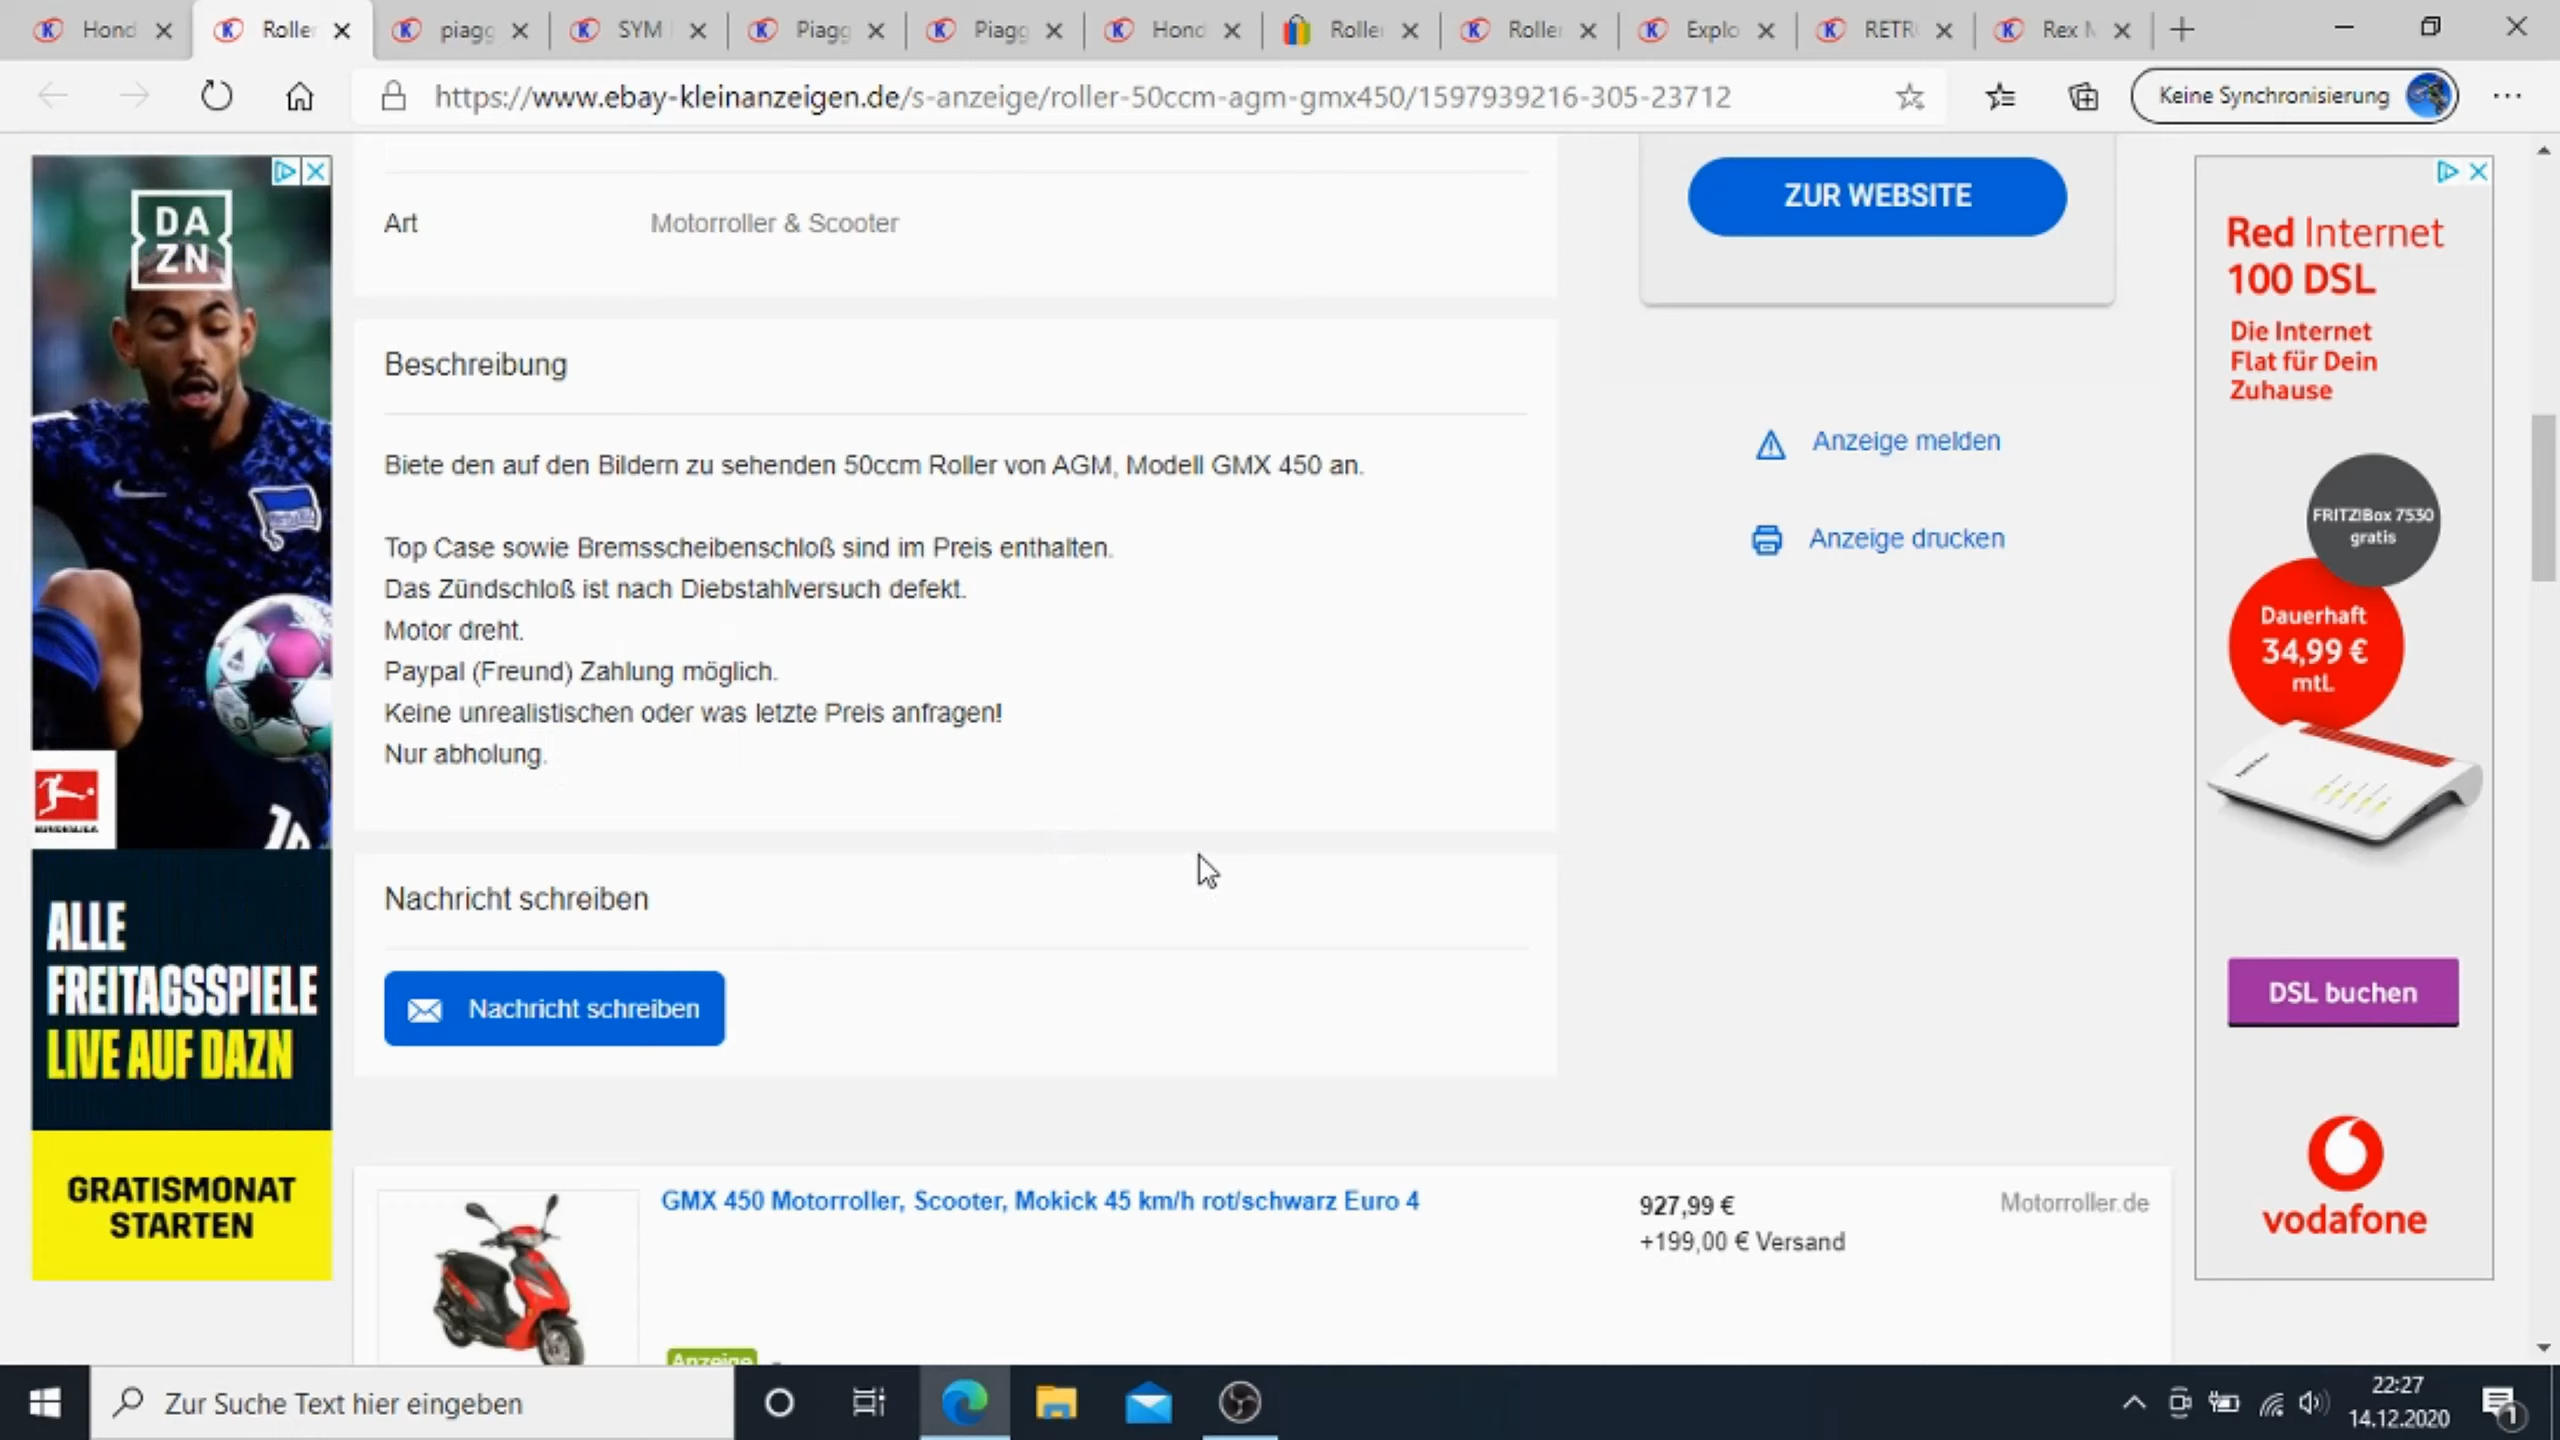 Hond
Roller
piagg
SYM
Piagg
Piagg
Hond
Roller
Roller
Explo
RETR
Rex
https://www.ebay-kleinanzeigen.de/s-anzeige/roller-50ccm-agm-gmx450/1597939216-305-23712
Keine Synchronisierung
DA
ZN
ALLE
FREITAGSSPIELE
LIVE AUF DAZN
GRATISMONAT
STARTEN
Art
Motorroller & Scooter
Beschreibung
Biete den auf den Bildern zu sehenden 50ccm Roller von AGM, Modell GMX 450 an.
Top Case sowie Bremsscheibenschloß sind im Preis enthalten.
Das Zündschloß ist nach Diebstahlversuch defekt.
Motor dreht.
Paypal (Freund) Zahlung möglich.
Keine unrealistischen oder was letzte Preis anfragen!
Nur abholung.
Nachricht schreiben
Nachricht schreiben
GMX 450 Motorroller, Scooter, Mokick 45 km/h rot/schwarz Euro 4
927,99 €
+199,00 € Versand
Motorroller.de
Anzeige
ZUR WEBSITE
Anzeige melden
Anzeige drucken
Red Internet
100 DSL
Die Internet
Flat für Dein
Zuhause
FRITZ!Box 7530
gratis
Dauerhaft
34,99 €
mtl.
DSL buchen
vodafone
Zur Suche Text hier eingeben
22:27
14.12.2020
1